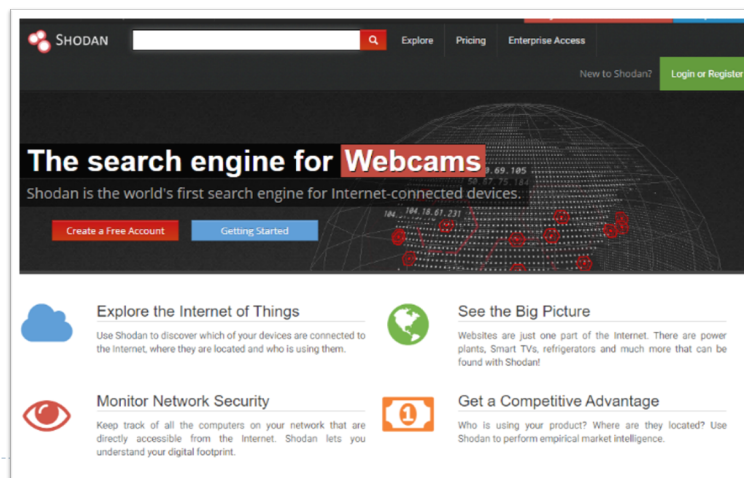 SHODAN
Explore Pricing Enterprise Access
New to Shodan? Login or Register
The search engine for Webcams
Shodan is the world's first search engine for Internet-connected devices.
104.18.61.231
Create a Free Account Getting Started
Explore the Internet of Things
Use Shodan to discover which of your devices are connected to
the Internet, where they are located and who is using them.
See the Big Picture
Websites are just one part of the Internet. There are power
plants, Smart TVs, refrigerators and much more that can be
found with Shodan!
Monitor Network Security
Keep track of all the computers on your network that are
directly accessible from the Internet. Shodan lets you
understand your digital footprint.
1
Get a Competitive Advantage
Who is using your product? Where are they located? Use
Shodan to perform empirical market intelligence.